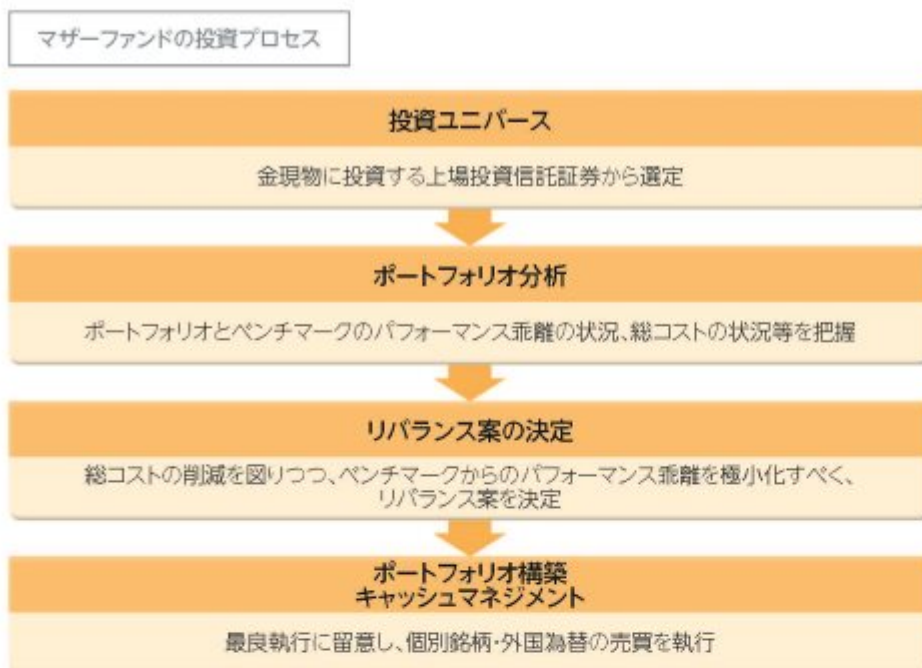 マザーファンドの投資プロセス
投資ユニバース
金現物に投資する上場投資信託証券から選定
ポートフォリオ分析
ポートフォリオとベンチマークのパフォーマンス乖離の状況、総コストの状況等を把握
リバランス案の決定
総コストの削減を図りつつ、ベンチマークからのパフォーマンス乖離を極小化すべく、
リバランス案を決定
ポートフォリオ構築
キャッシュマネジメント
最良執行に留意し、個別銘柄・外国為替の売買を執行